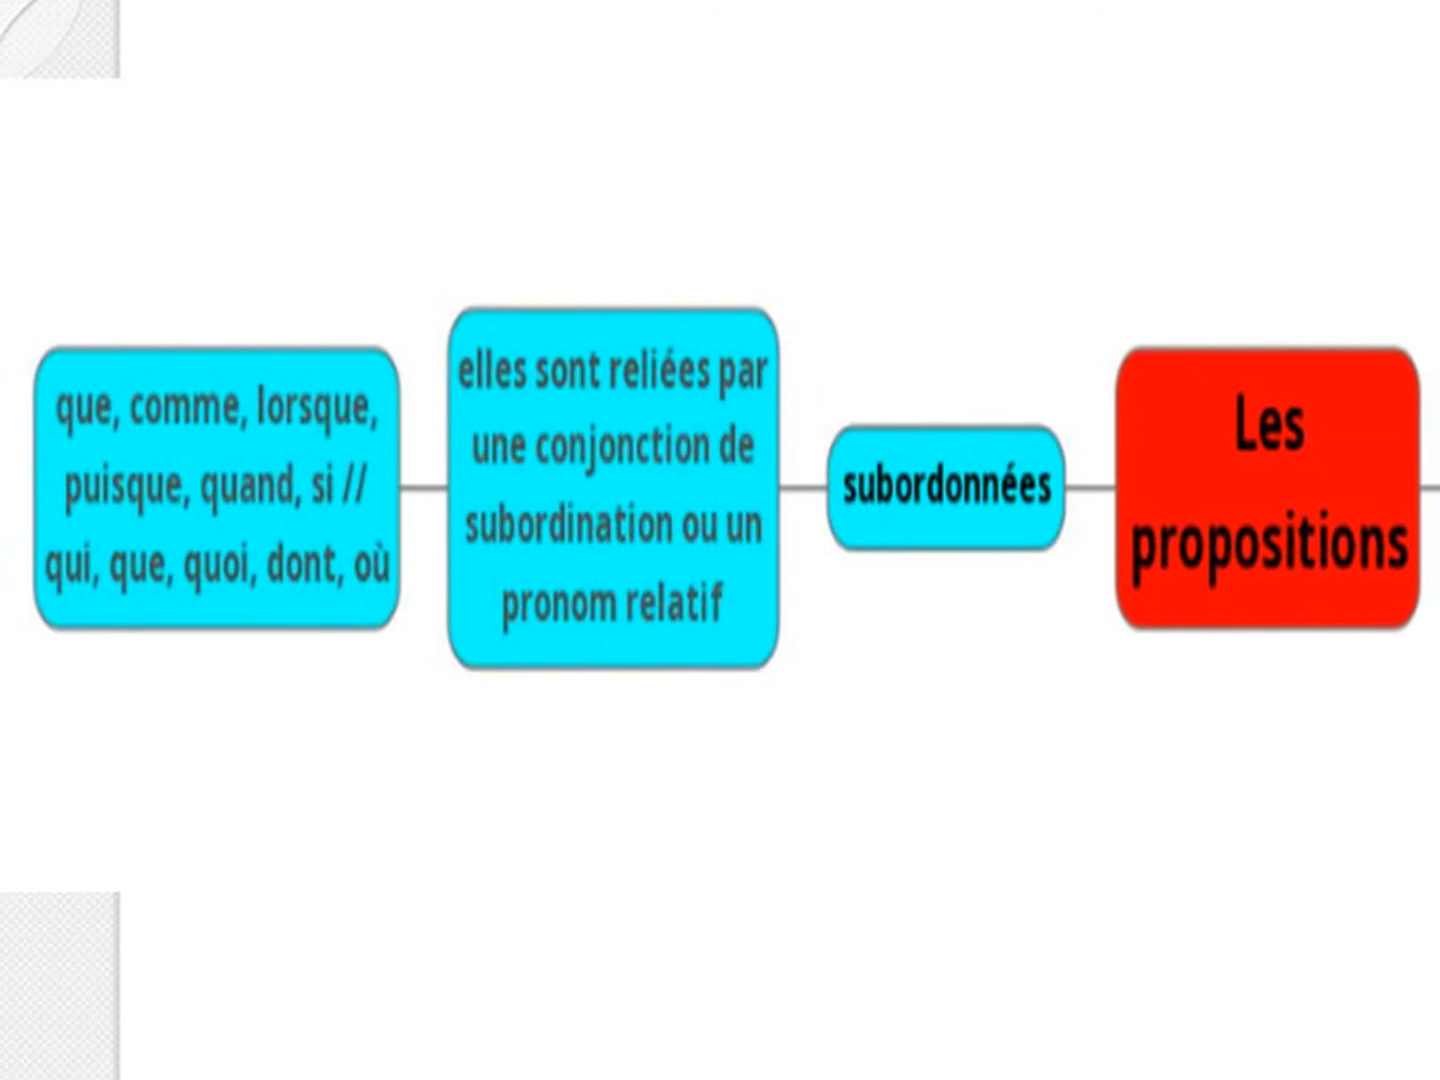 que, comme, lorsque,
puisque, quand, si //
qui, que, quoi, dont, où
elles sont reliées par
une conjonction de
subordination ou un
pronom relatif
subordonnées
Les
propositions